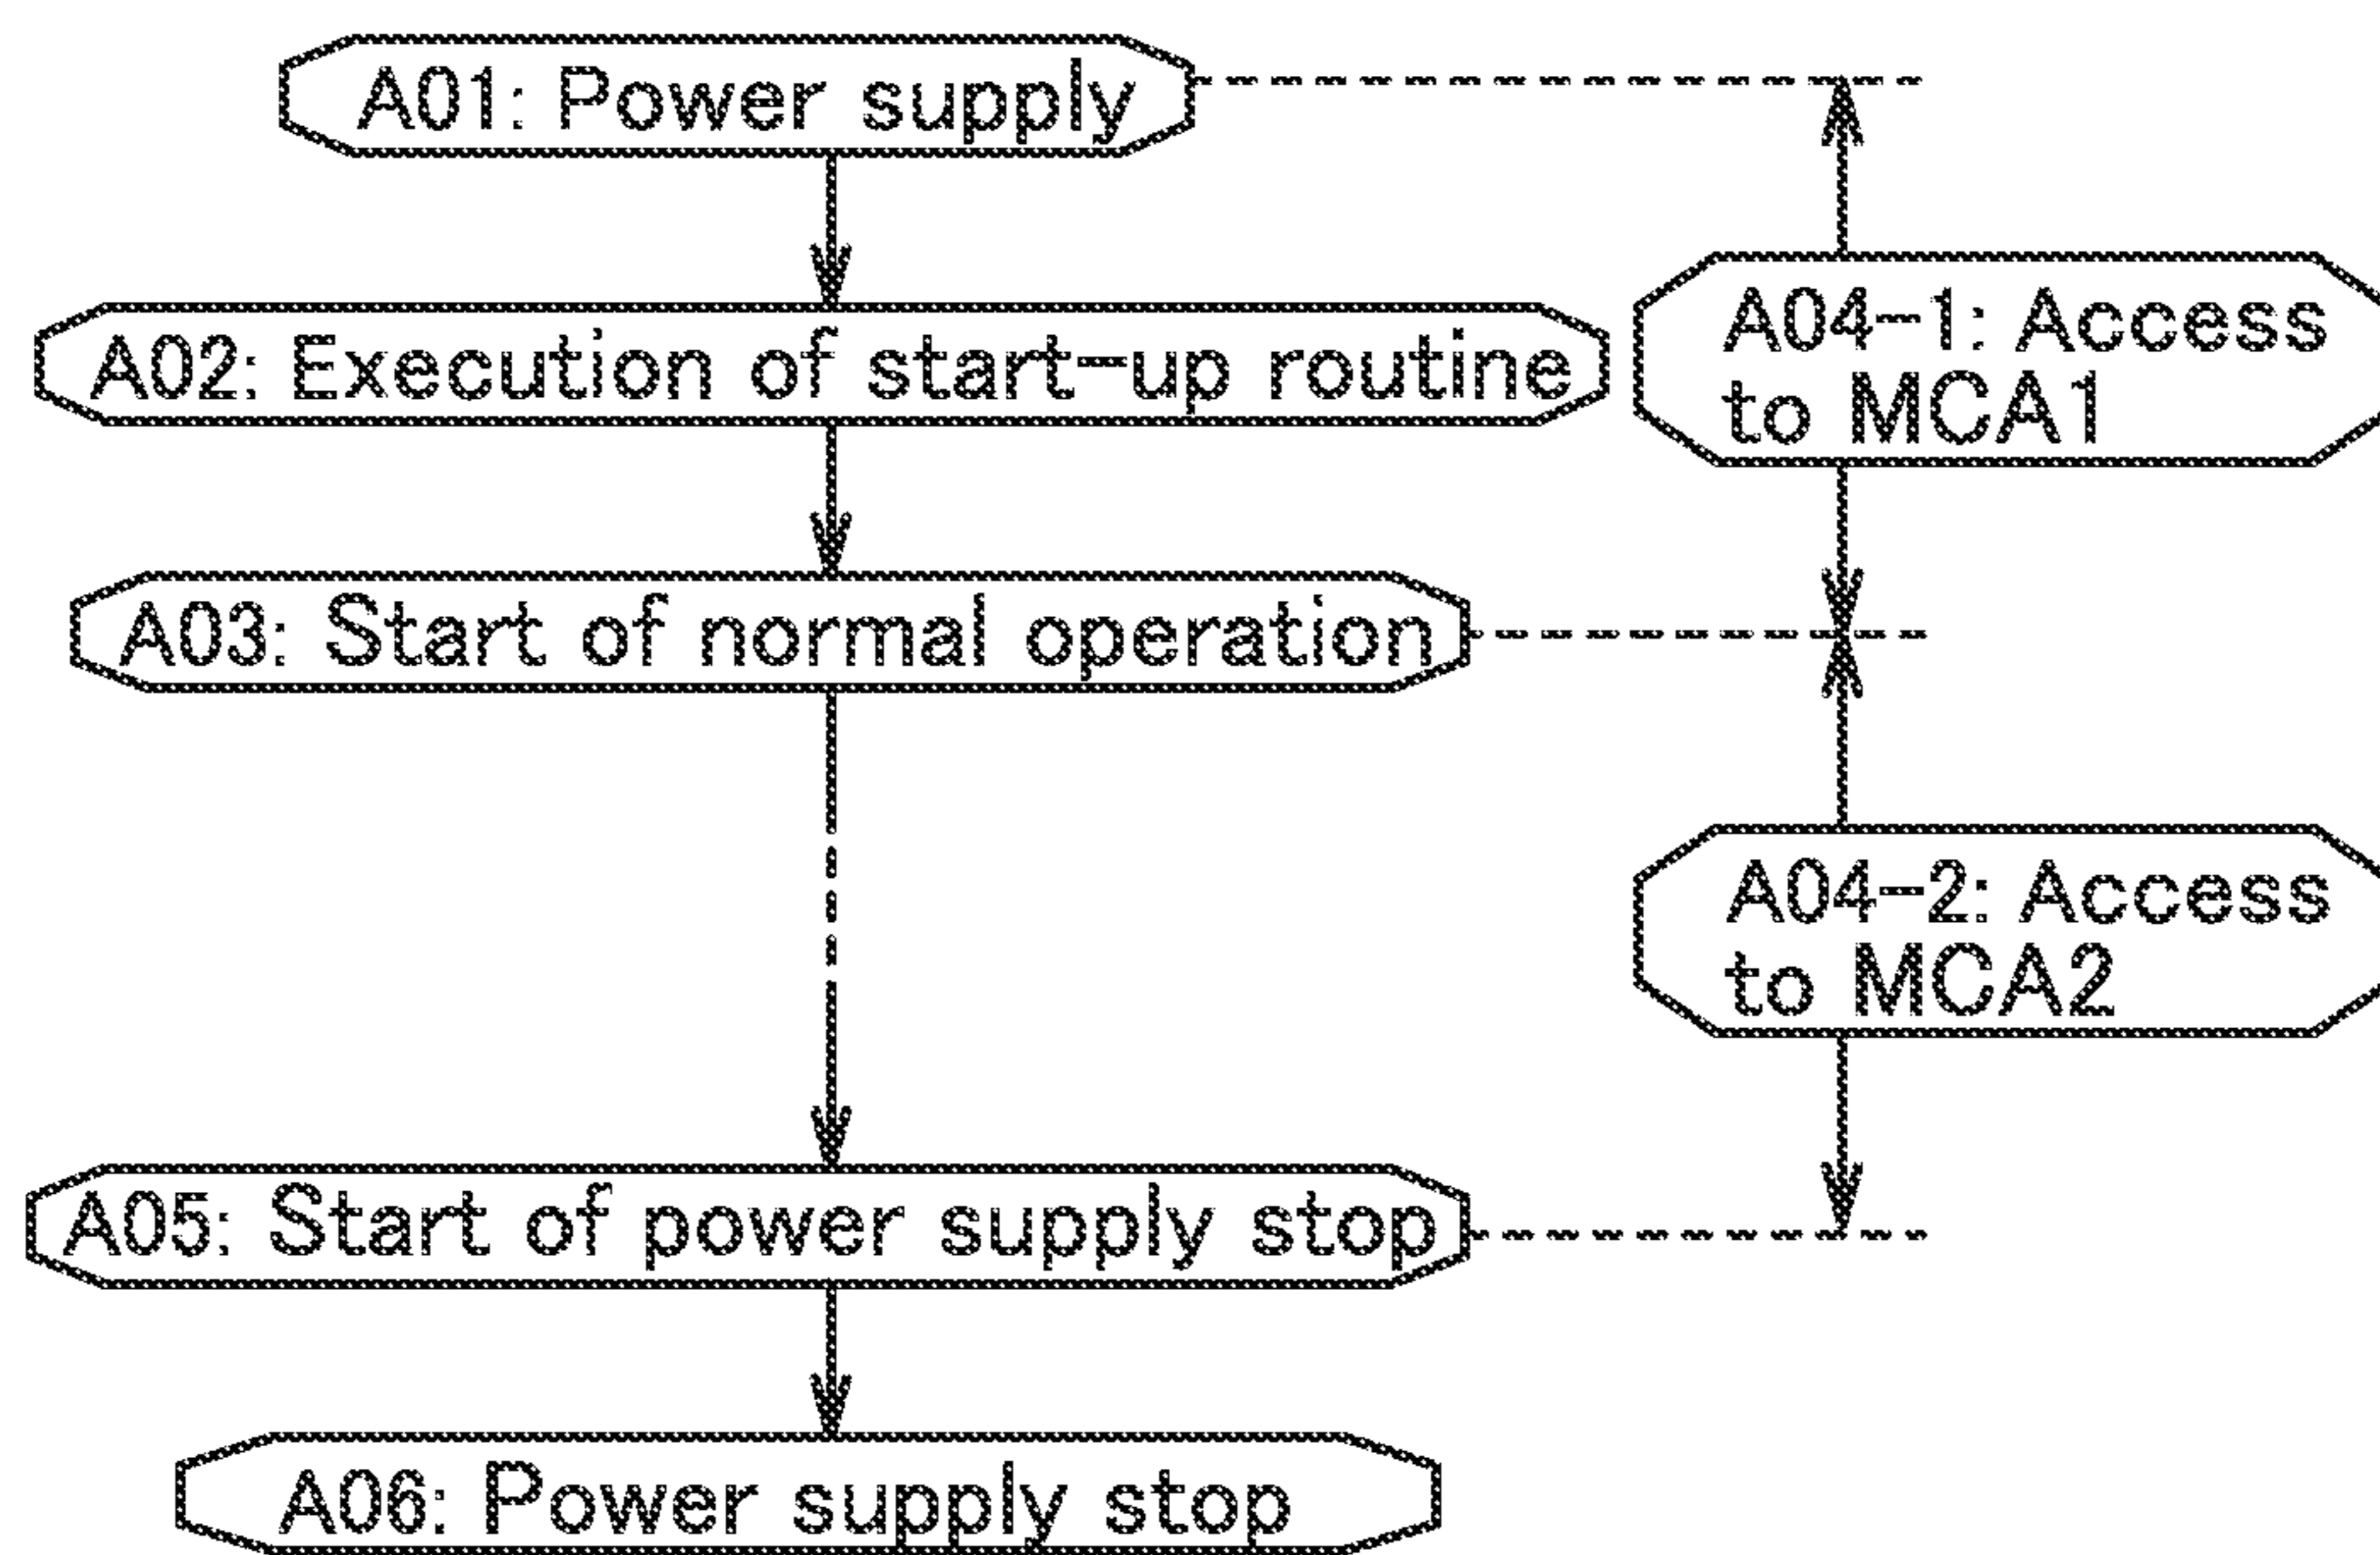 A01: Power supply
A02: Execution of start-up routine
A04-1: Access
to MCA1
A03: Start of normal operation
A04-2: Access
to MCA2
A05: Start of power supply stop
A06: Power supply stop